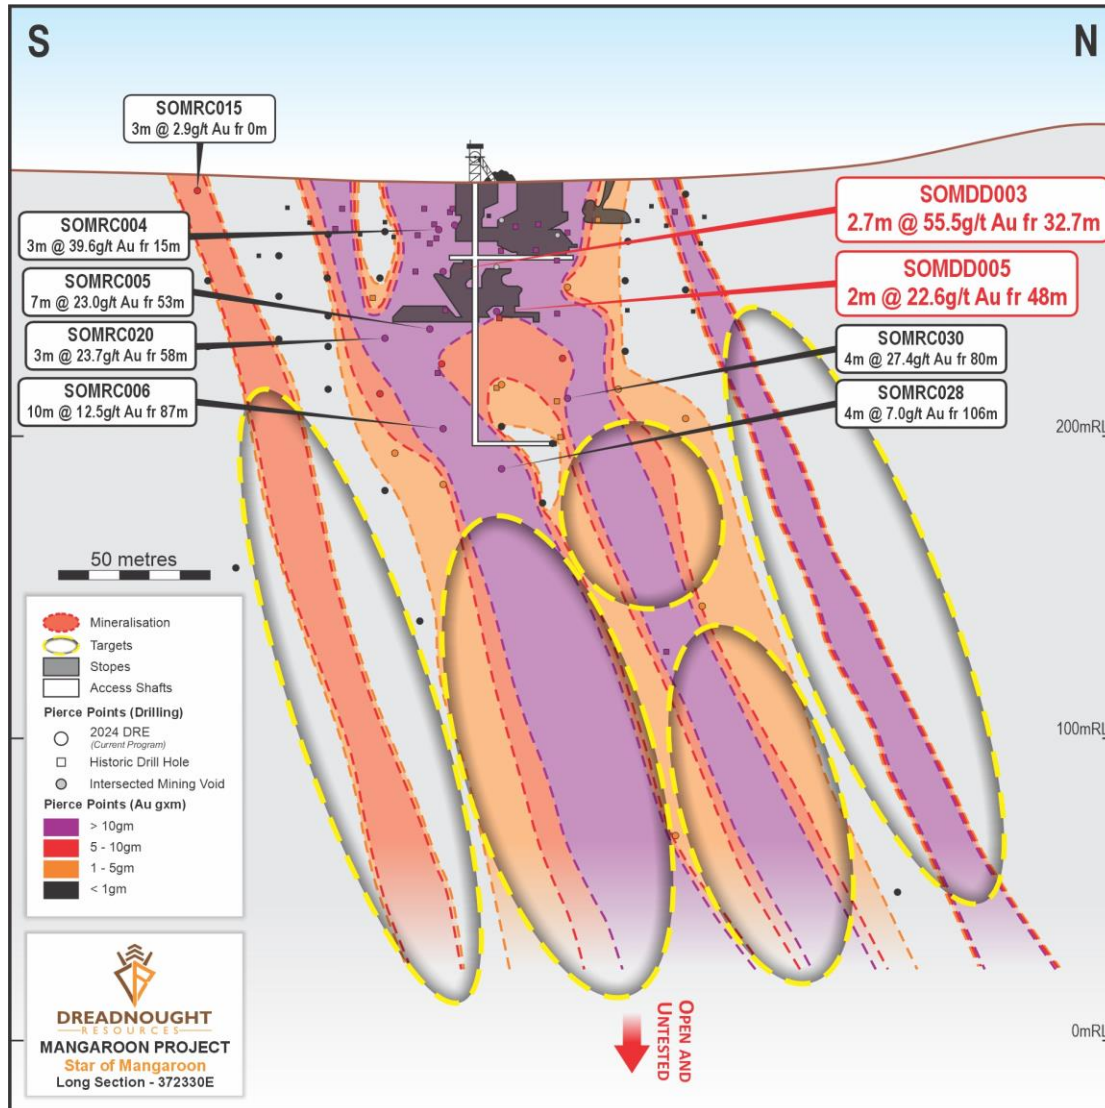 S
N
SOMRC015
3m @ 2.9g/t Au fr 0m
SOMRC004
3m @ 39.6g/t Au fr 15m
SOMRC005
7m @ 23.0g/t Au fr 53m
SOMRC020
3m @ 23.7g/t Au fr 58m
SOMRC006
10m @ 12.5g/t Au fr 87m
SOMDD003
2.7m @ 55.5g/t Au fr 32.7m
SOMDD005
2m @ 22.6g/t Au fr 48m
SOMRC030
4m @ 27.4g/t Au fr 80m
SOMRC028
4m @ 7.0g/t Au fr 106m
200mRL
100mRL
0mRL
50 metres
Mineralisation
Targets
Stopes
Access Shafts
Pierce Points (Drilling)
2024 DRE
(Current Program)
Historic Drill Hole
Intersected Mining Void
Pierce Points (Au gxm)
> 10gm
5 - 10gm
1 - 5gm
< 1gm
DREADNOUGHT
RESOURCES
MANGAROON PROJECT
Star of Mangaroon
Long Section - 372330E
OPEN AND
UNTESTED